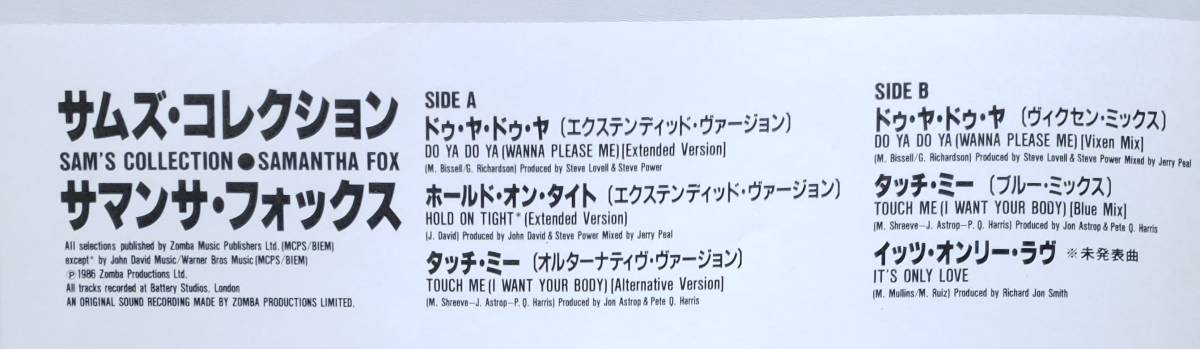 サムズ・コレクション
SAM'S COLLECTION●SAMANTHA FOX
サマンサ・フォックス
All selections published by Zomba Music Publishers Ltd. (MCPS/BIEM)
except* by John David Music/Warner Bros Music (MCPS/BIEM)
Ⓟ1986 Zomba Productions Ltd.
All tracks recorded at Battery Studios, London
AN ORIGINAL SOUND RECORDING MADE BY ZOMBA PRODUCTIONS LIMITED.
SIDE A
ドゥ・ヤ・ドゥ・ヤ(エクステンディッド・ヴァージョン)
DO YA DO YA (WANNA PLEASE ME) [Extended Version]
(M. Bissell/G. Richardson) Produced by Steve Lovell & Steve Power
ホールド・オン・タイト(エクステンディッド・ヴァージョン)
HOLD ON TIGHT* (Extended Version)
(J. David) Produced by John David & Steve Power Mixed by Jerry Peal
タッチ・ミー(オルターナティヴ・ヴァージョン)
TOUCH ME (I WANT YOUR BODY) [Alternative Version]
(M. Shreeve–J. Astrop–P. Q. Harris) Produced by Jon Astrop & Pete Q. Harris
SIDE B
ドゥ・ヤ・ドゥ・ヤ(ヴィクセン・ミックス)
DO YA DO YA (WANNA PLEASE ME) [Vixen Mix]
(M. Bissell/G. Richardson) Produced by Steve Lovell & Steve Power Mixed by Jerry Peal
タッチ・ミー(ブルー・ミックス)
TOUCH ME (I WANT YOUR BODY) [Blue Mix]
(M. Shreeve–J. Astrop–P. Q. Harris) Produced by Jon Astrop & Pete Q. Harris
イッツ・オンリー・ラヴ ※未発表曲
IT'S ONLY LOVE
(M. Mullins/M. Ruiz) Produced by Richard Jon Smith